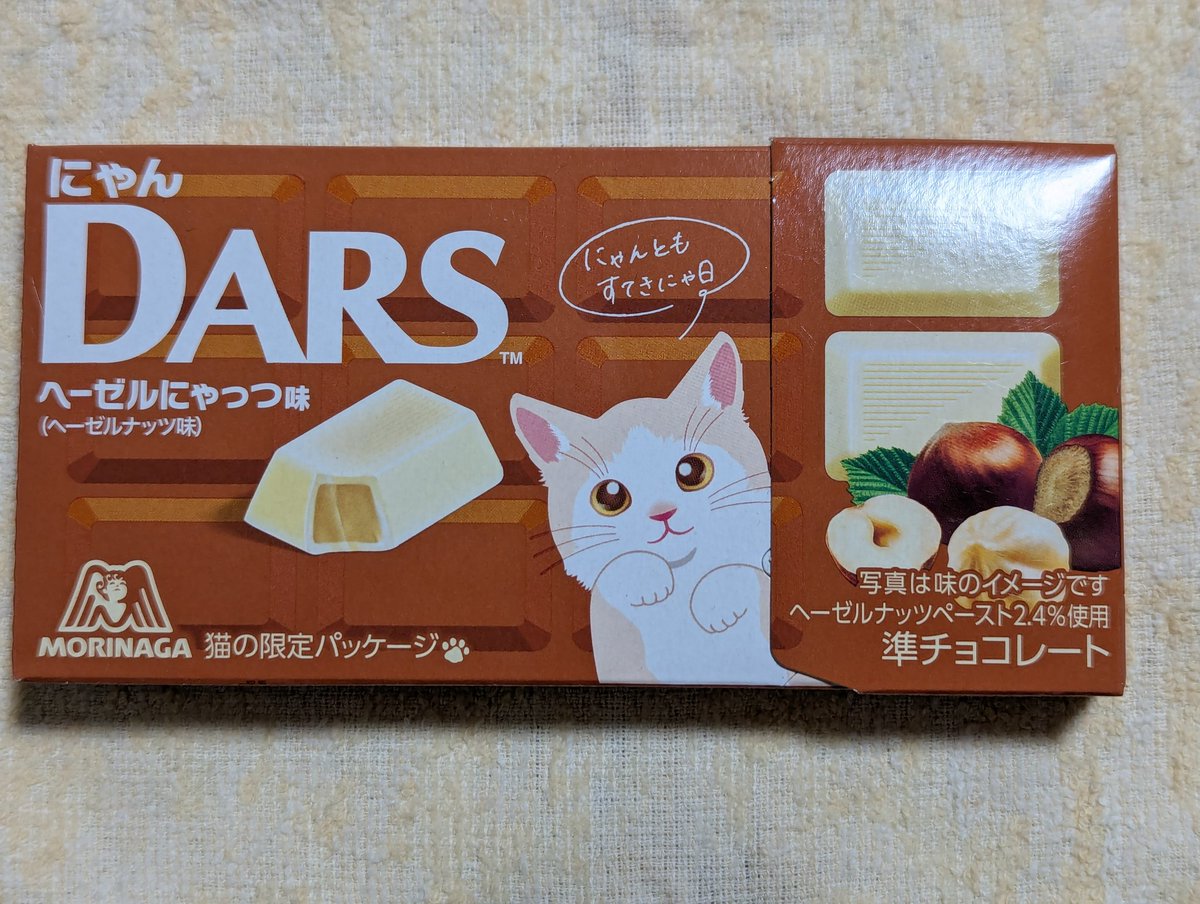 にゃん
DARS™
ヘーゼルにゃっつ味
(ヘーゼルナッツ味)
にゃんとも
すてきにゃ日
MORINAGA
猫の限定パッケージ
写真は味のイメージです
ヘーゼルナッツペースト2.4%使用
準チョコレート